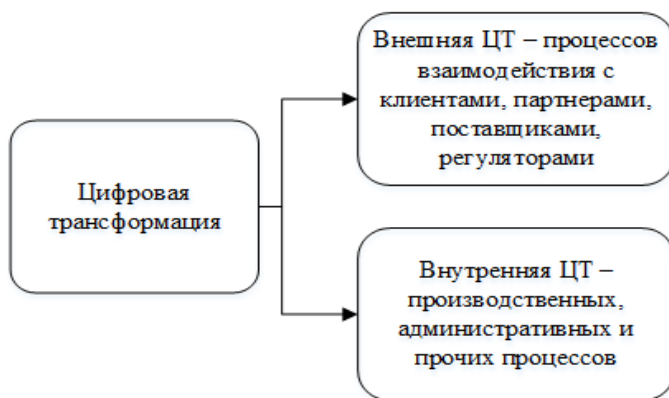 Внешняя ЦТ – процессов
взаимодействия с
клиентами, партнерами,
поставщиками,
регуляторами
Цифровая
трансформация
Внутренняя ЦТ –
производственных,
административных и
прочих процессов